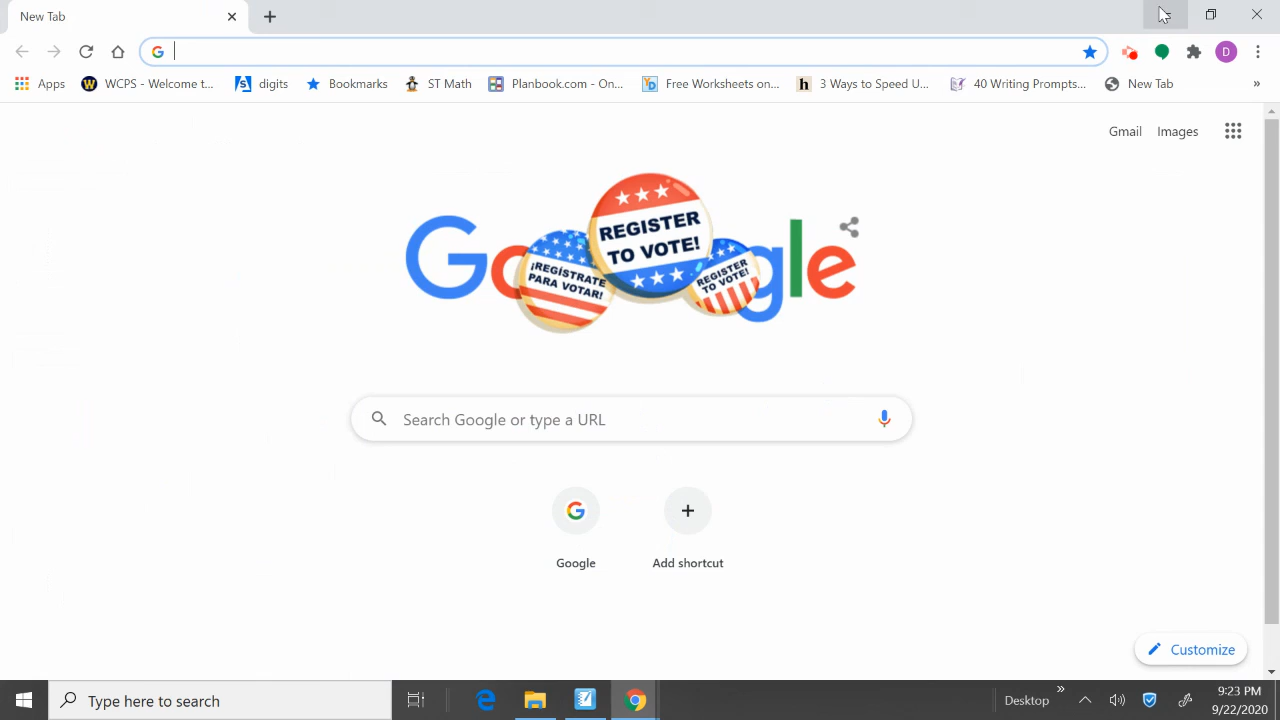 New Tab
Apps
WCPS - Welcome t...
digits
Bookmarks
ST Math
Planbook.com - On...
Free Worksheets on...
3 Ways to Speed U...
40 Writing Prompts...
New Tab
»
Gmail
Images
Google
¡REGÍSTRATE
PARA VOTAR!
REGISTER
TO VOTE!
REGISTER
TO VOTE!
Search Google or type a URL
Google
Add shortcut
Customize
Type here to search
Desktop
»
9:23 PM
9/22/2020
D